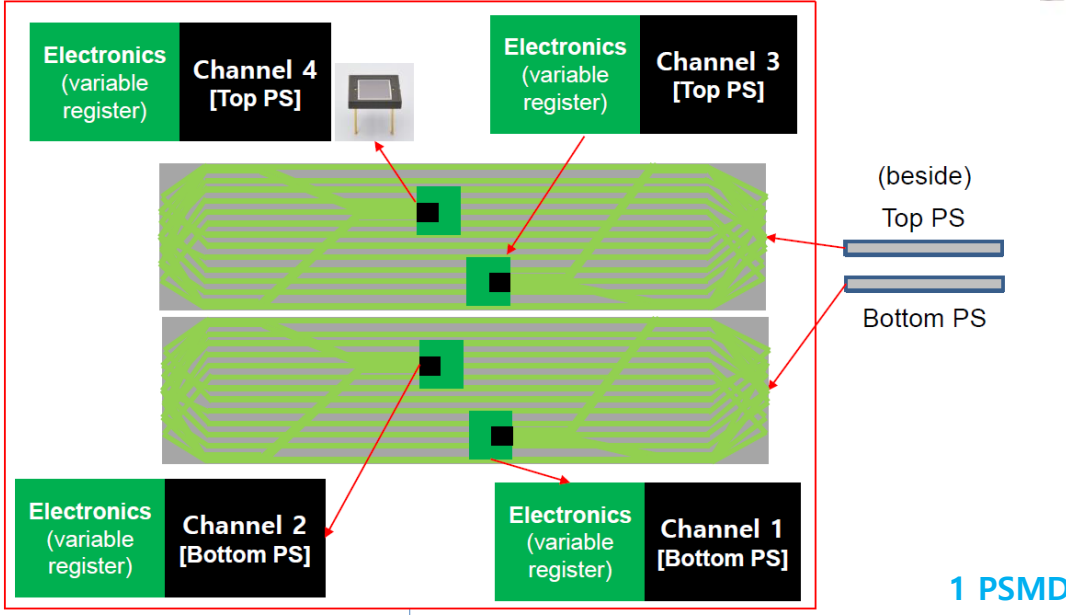 Electronics
(variable
register)
Channel 4
[Top PS]
Electronics
(variable
register)
Channel 3
[Top PS]
(beside)
Top PS
Bottom PS
Electronics
(variable
register)
Channel 2
[Bottom PS]
Electronics
(variable
register)
Channel 1
[Bottom PS]
1 PSMD